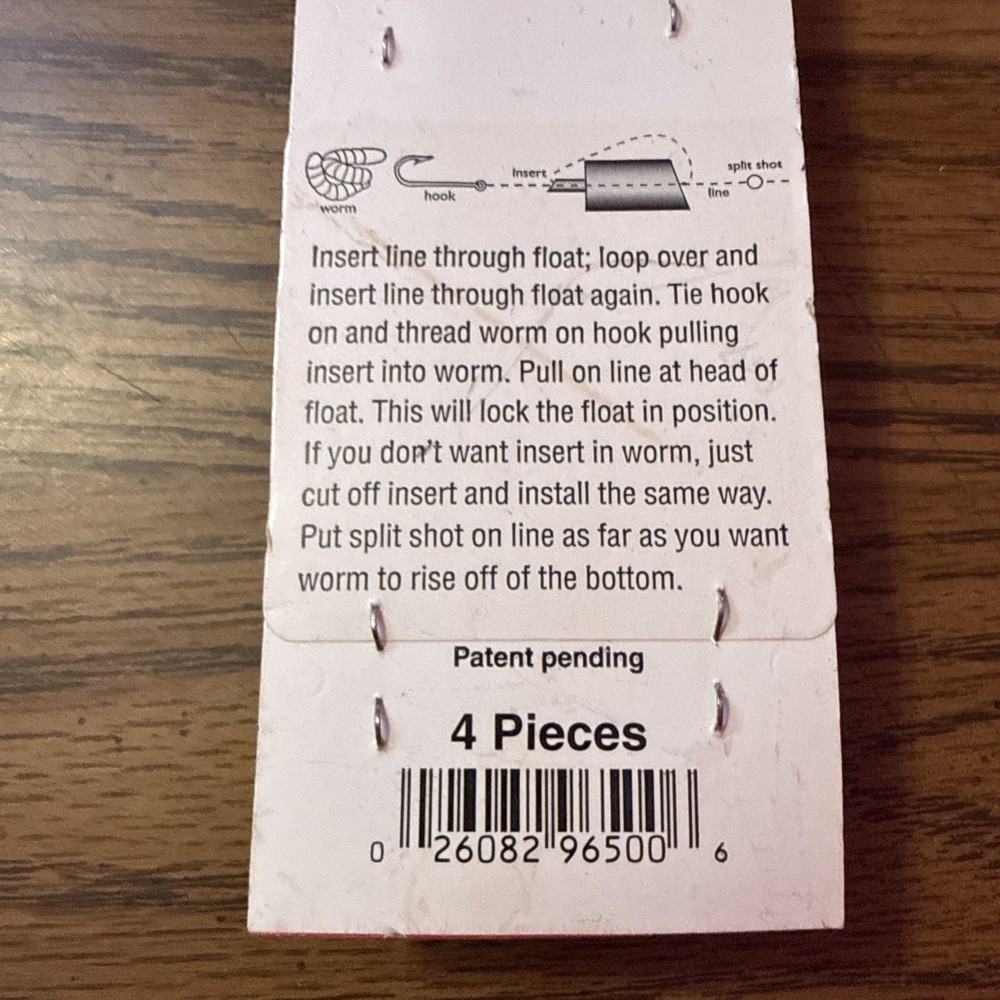 insert
split shot
hook
line
worm
Insert line through float; loop over and
insert line through float again. Tie hook
on and thread worm on hook pulling
insert into worm. Pull on line at head of
float. This will lock the float in position.
If you don't want insert in worm, just
cut off insert and install the same way.
Put split shot on line as far as you want
worm to rise off of the bottom.
Patent pending
4 Pieces
0 26082 96500 6